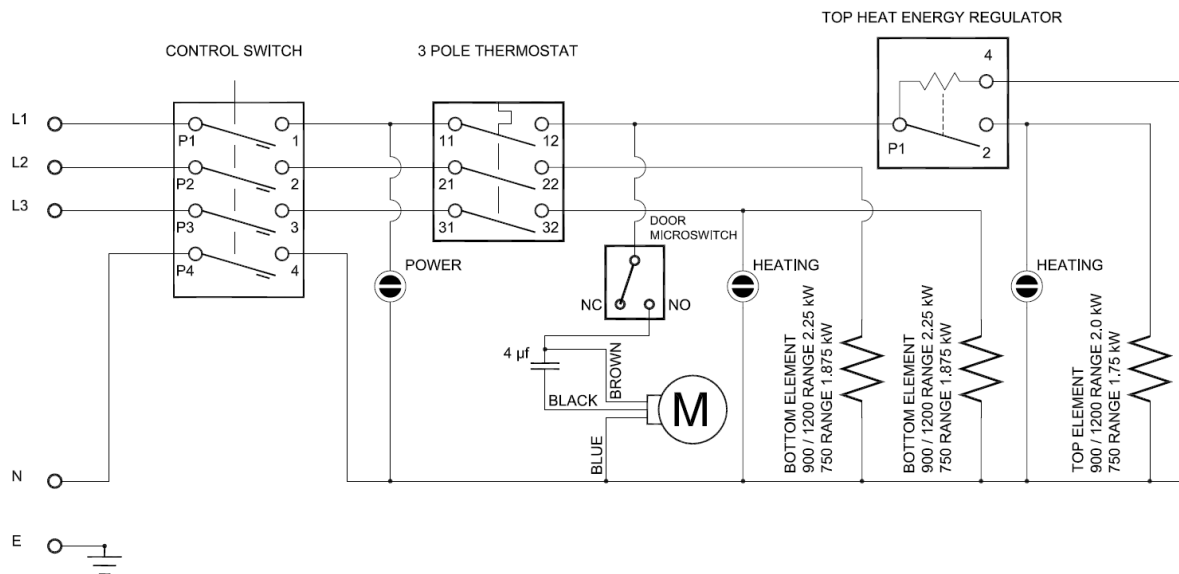 TOP HEAT ENERGY REGULATOR
CONTROL SWITCH
3 POLE THERMOSTAT
4
L1
P1
1
11
12
P1
2
L2
P2
2
21
22
L3
P3
3
31
32
DOOR
MICROSWITCH
P4
4
POWER
HEATING
HEATING
NC
NO
4 µf
BROWN
BLACK
M
BLUE
BOTTOM ELEMENT
900 / 1200 RANGE 2.25 kW
750 RANGE 1.875 kW
BOTTOM ELEMENT
900 / 1200 RANGE 2.25 kW
750 RANGE 1.875 kW
TOP ELEMENT
900 / 1200 RANGE 2.0 kW
750 RANGE 1.75 kW
N
E